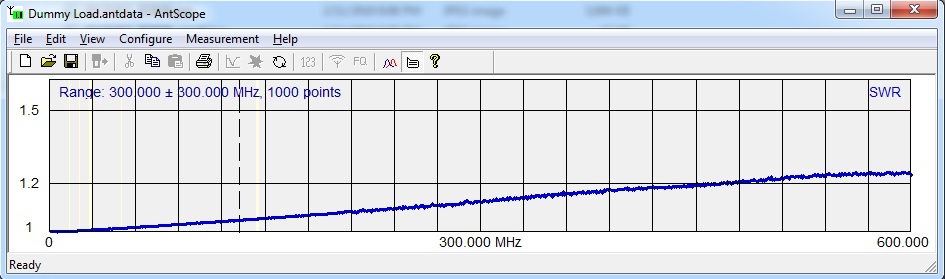 Dummy Load.antdata - AntScope
File Edit View Configure Measurement Help
123 FQ ?
Range: 300.000 ± 300.000 MHz, 1000 points SWR
1.5
1.2
1
0 300.000 MHz 600.000
Ready